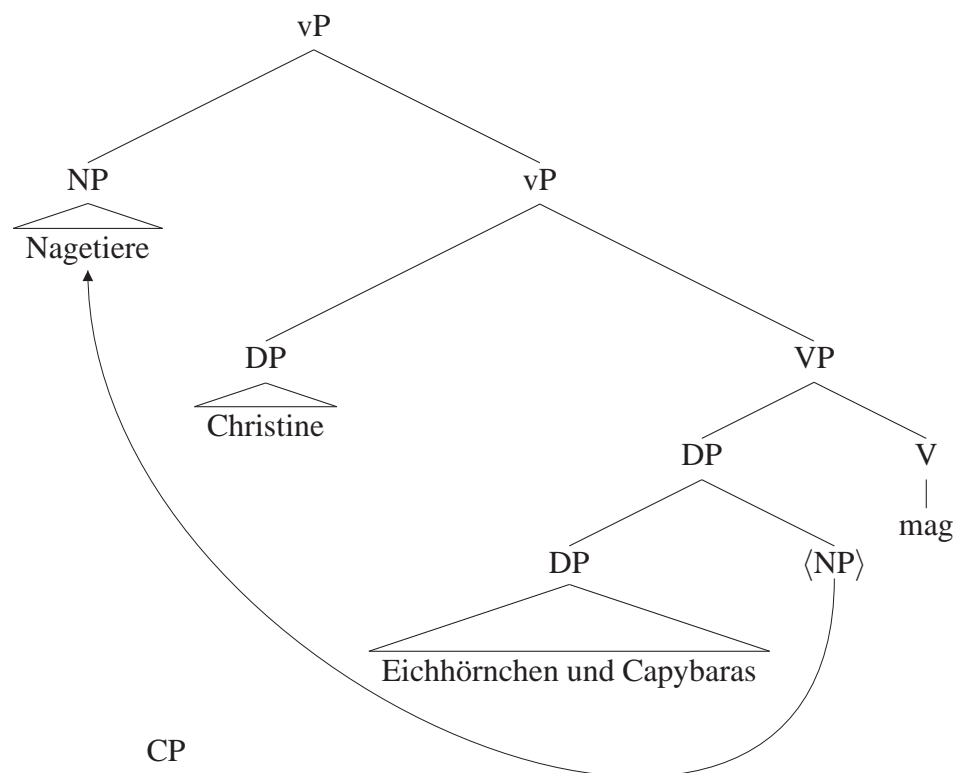 vP
NP vP
Nagetiere
DP VP
Christine
DP V
mag
DP ⟨NP⟩
Eichhörnchen und Capybaras
CP